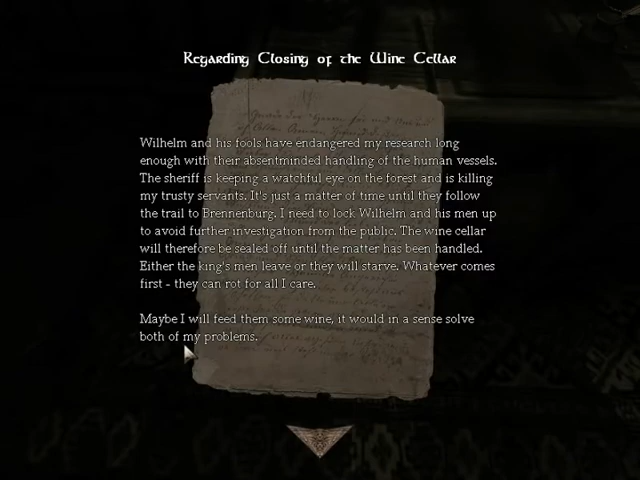 Regarding Closing of the Wine Cellar
Wilhelm and his fools have endangered my research long
enough with their absentminded handling of the human vessels.
The sheriff is keeping a watchful eye on the forest and is killing
my trusty servants. It's just a matter of time until they follow
the trail to Brennenburg. I need to lock Wilhelm and his men up
to avoid further investigation from the public. The wine cellar
will therefore be sealed off until the matter has been handled.
Either the king's men leave or they will starve. Whatever comes
first - they can rot for all I care.
Maybe I will feed them some wine, it would in a sense solve
both of my problems.